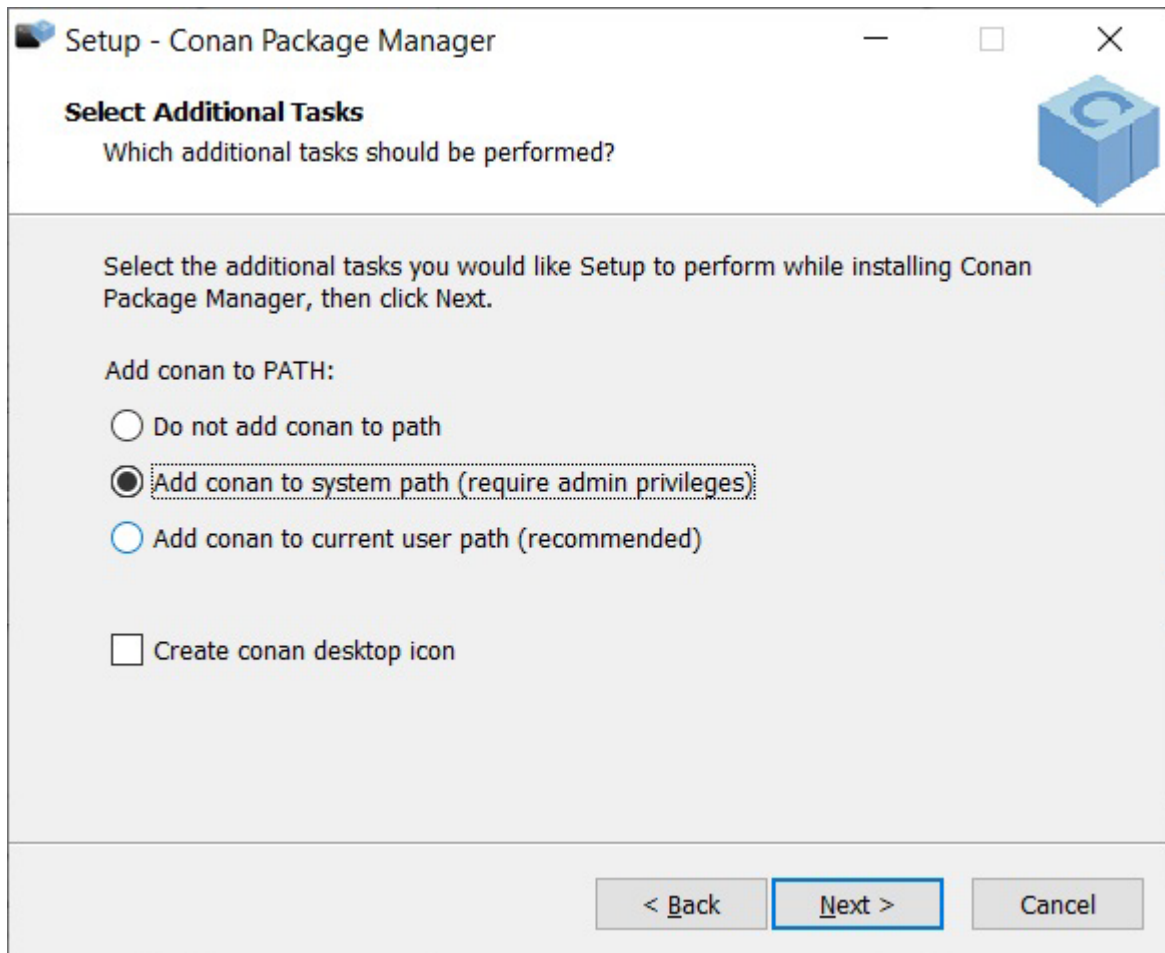 Setup - Conan Package Manager
Select Additional Tasks
Which additional tasks should be performed?
Select the additional tasks you would like Setup to perform while installing Conan
Package Manager, then click Next.
Add conan to PATH:
Do not add conan to path
Add conan to system path (require admin privileges)
Add conan to current user path (recommended)
Create conan desktop icon
< Back
Next >
Cancel